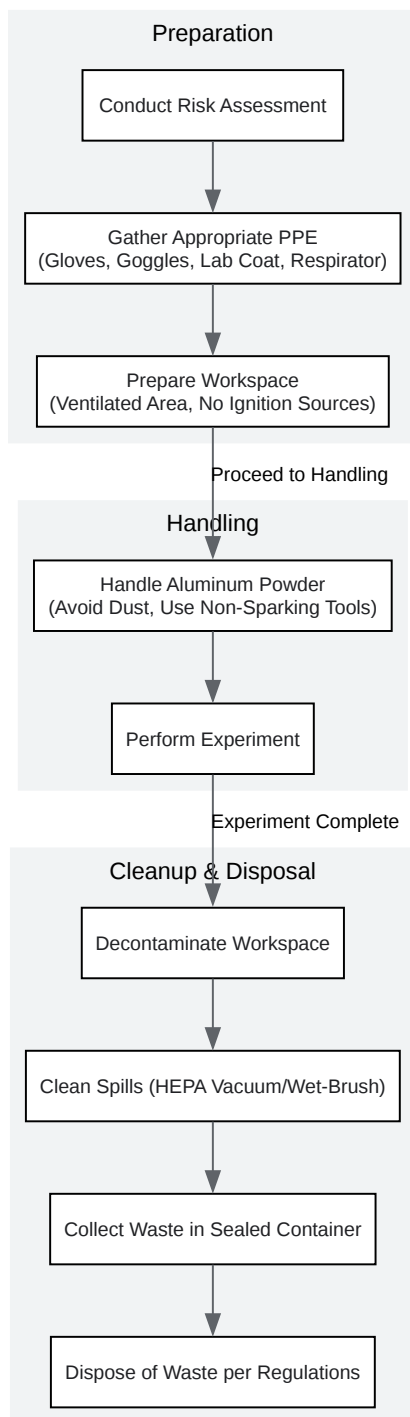 Preparation
Conduct Risk Assessment
Gather Appropriate PPE
(Gloves, Goggles, Lab Coat, Respirator)
Prepare Workspace
(Ventilated Area, No Ignition Sources)
Proceed to Handling
Handling
Handle Aluminum Powder
(Avoid Dust, Use Non-Sparking Tools)
Perform Experiment
Experiment Complete
Cleanup & Disposal
Decontaminate Workspace
Clean Spills (HEPA Vacuum/Wet-Brush)
Collect Waste in Sealed Container
Dispose of Waste per Regulations